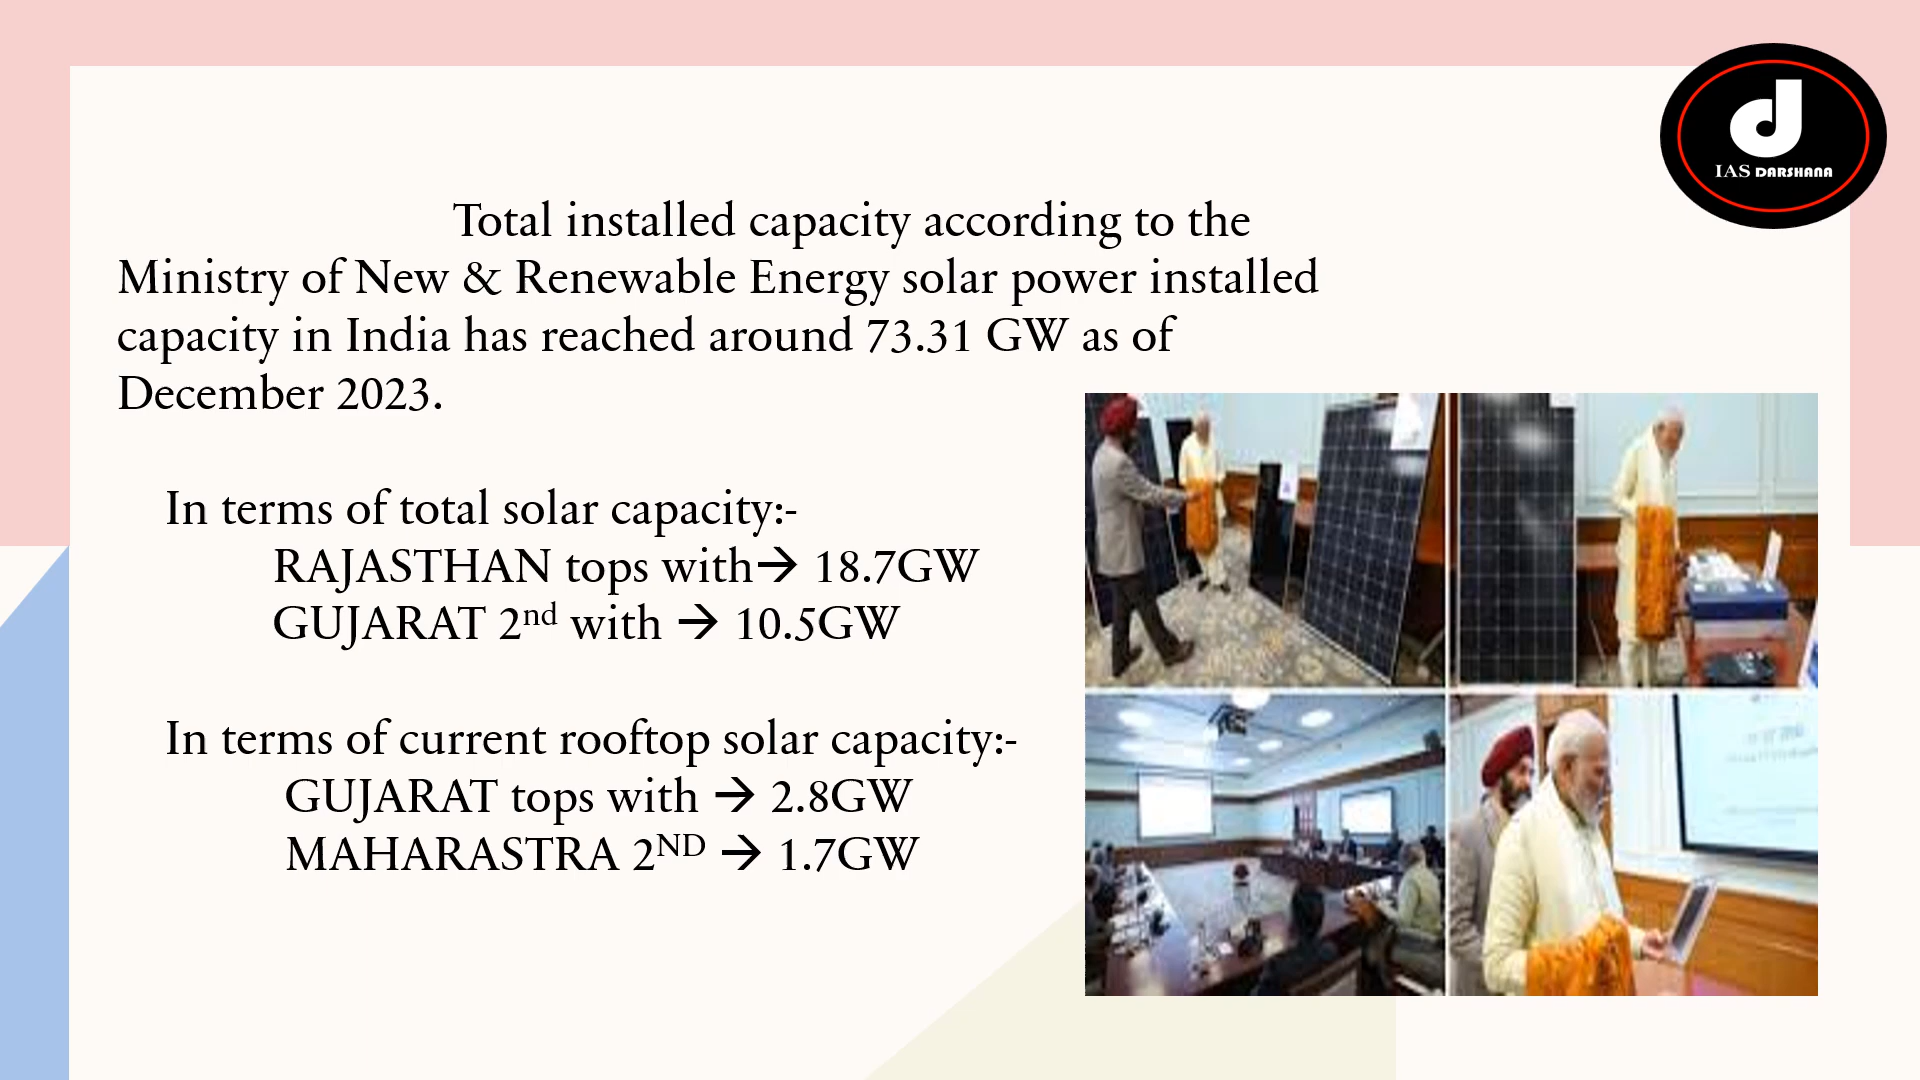 IAS DARSHANA
Total installed capacity according to the
Ministry of New & Renewable Energy solar power installed
capacity in India has reached around 73.31 GW as of
December 2023.
In terms of total solar capacity:-
RAJASTHAN tops with→ 18.7GW
GUJARAT 2nd with → 10.5GW
In terms of current rooftop solar capacity:-
GUJARAT tops with → 2.8GW
MAHARASTRA 2ND → 1.7GW